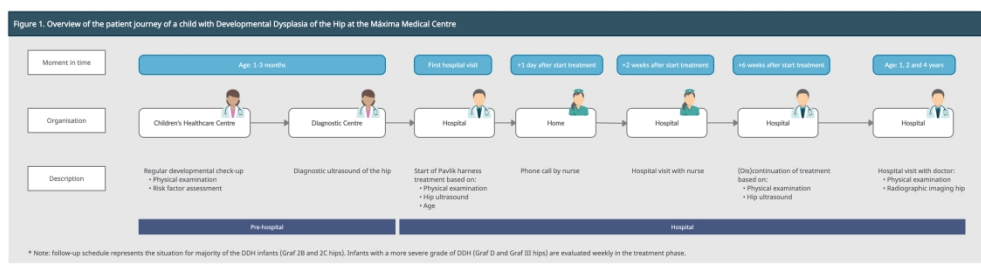 Figure 1. Overview of the patient journey of a child with Developmental Dysplasia of the Hip at the Máxima Medical Centre
Moment in time
Age: 1-3 months
First hospital visit
+1 day after start treatment
+2 weeks after start treatment
+6 weeks after start treatment
Age: 1, 2 and 4 years
Organisation
Children's Healthcare Centre
Diagnostic Centre
Hospital
Home
Hospital
Hospital
Hospital
Description
Regular developmental check-up
• Physical examination
• Risk factor assessment
Diagnostic ultrasound of the hip
Start of Pavlik harness
treatment based on:
• Physical examination
• Hip ultrasound
• Age
Phone call by nurse
Hospital visit with nurse
(Dis)continuation of treatment
based on:
• Physical examination
• Hip ultrasound
Hospital visit with doctor:
• Physical examination
• Radiographic imaging hip
Pre-hospital
Hospital
* Note: follow-up schedule represents the situation for majority of the DDH infants (Graf 2B and 2C hips). Infants with a more severe grade of DDH (Graf D and Graf III hips) are evaluated weekly in the treatment phase.